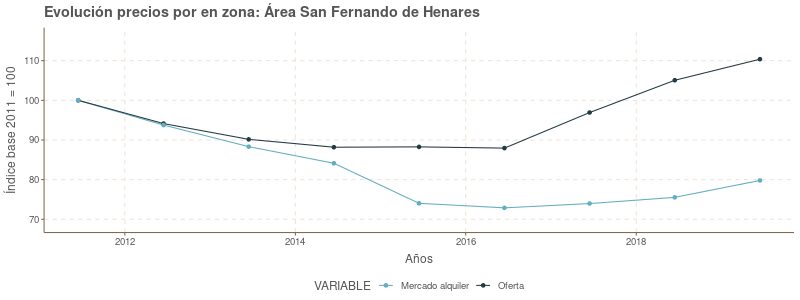 Evolución precios por en zona: Área San Fernando de Henares
Índice base 2011 = 100
110
100
90
80
70
2012 2014 2016 2018
Años
VARIABLE Mercado alquiler Oferta